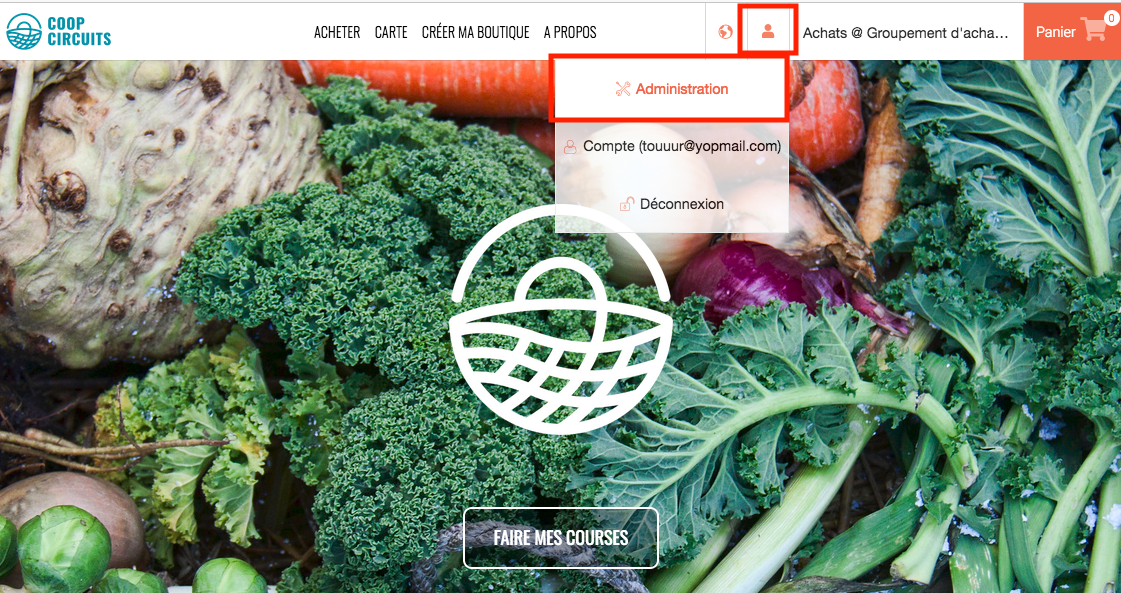 COOP
CIRCUITS
ACHETER CARTE CRÉER MA BOUTIQUE A PROPOS
Achats @ Groupement d'acha...
Panier 0
Administration
Compte (touuur@yopmail.com)
Déconnexion
FAIRE MES COURSES